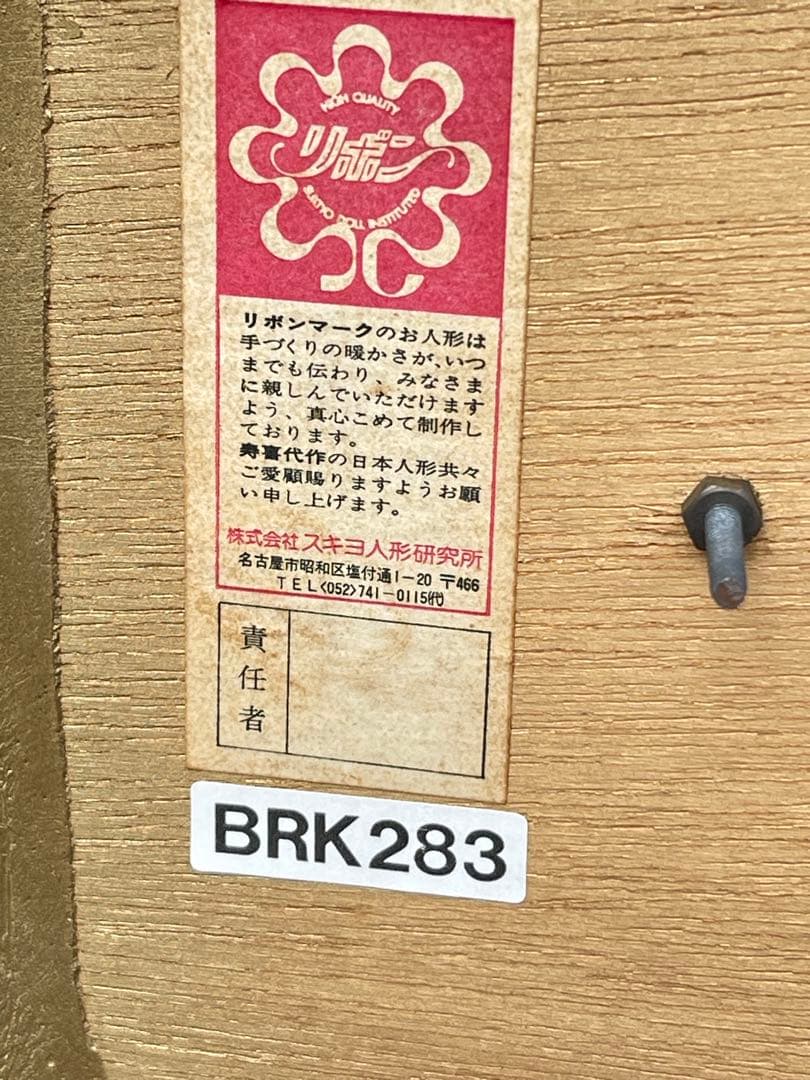 HIGH QUALITY
リボン
SUKIYO DOLL INSTITUTED
リボンマークのお人形は
手づくりの暖かさが、いつ
までも伝わり、みなさま
に親しんでいただけます
よう、真心こめて制作し
ております。
寿喜代作の日本人形共々
ご愛顧賜りますようお願
い申し上げます。
株式会社スキヨ人形研究所
名古屋市昭和区塩付通1-20 〒466
TEL<052>741-0115㈹
責任者
BRK283